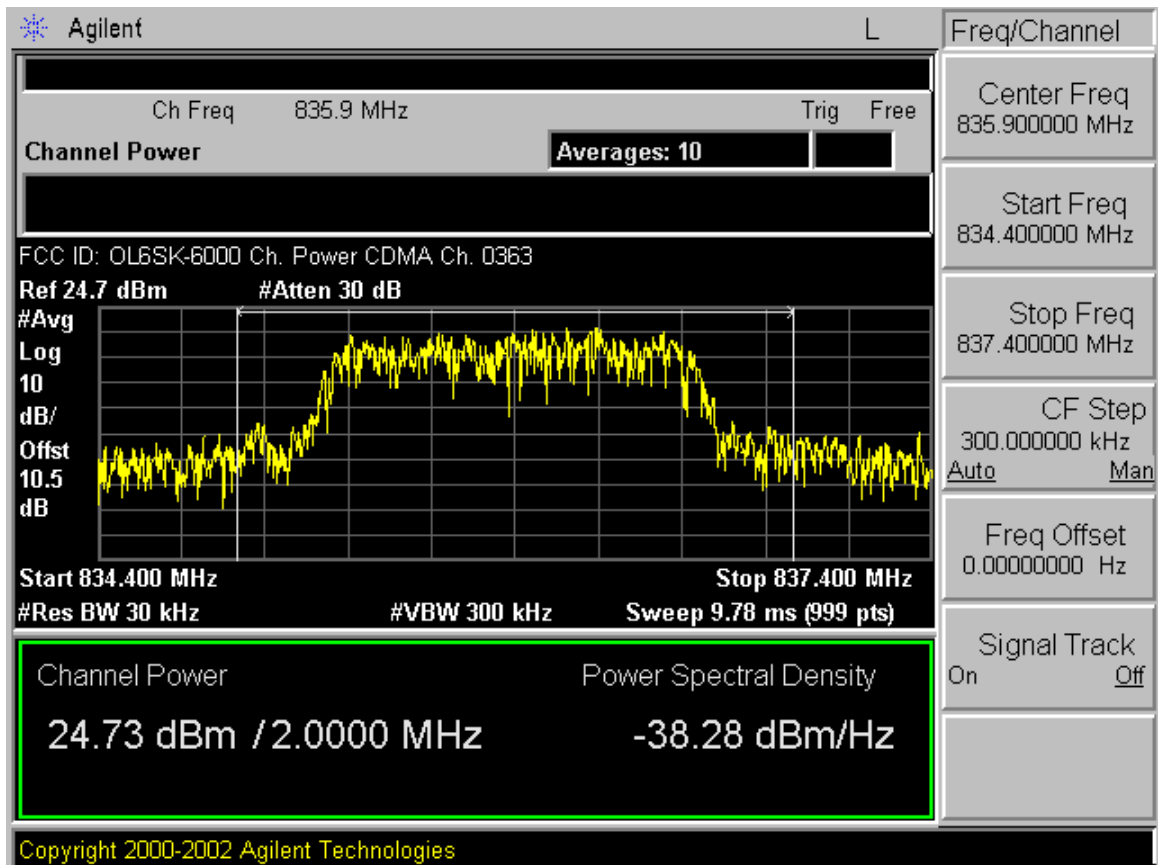 Agilent L
Freq/Channel
Ch Freq 835.9 MHz Trig Free
Channel Power Averages: 10
FCC ID: OL6SK-6000 Ch. Power CDMA Ch. 0363
Ref 24.7 dBm #Atten 30 dB
#Avg
Log
10
dB/
Offst
10.5
dB
Start 834.400 MHz Stop 837.400 MHz
#Res BW 30 kHz #VBW 300 kHz Sweep 9.78 ms (999 pts)
Channel Power Power Spectral Density
24.73 dBm / 2.0000 MHz -38.28 dBm/Hz
Copyright 2000-2002 Agilent Technologies
Center Freq
835.900000 MHz
Start Freq
834.400000 MHz
Stop Freq
837.400000 MHz
CF Step
300.000000 kHz
Auto Man
Freq Offset
0.00000000 Hz
Signal Track
On Off